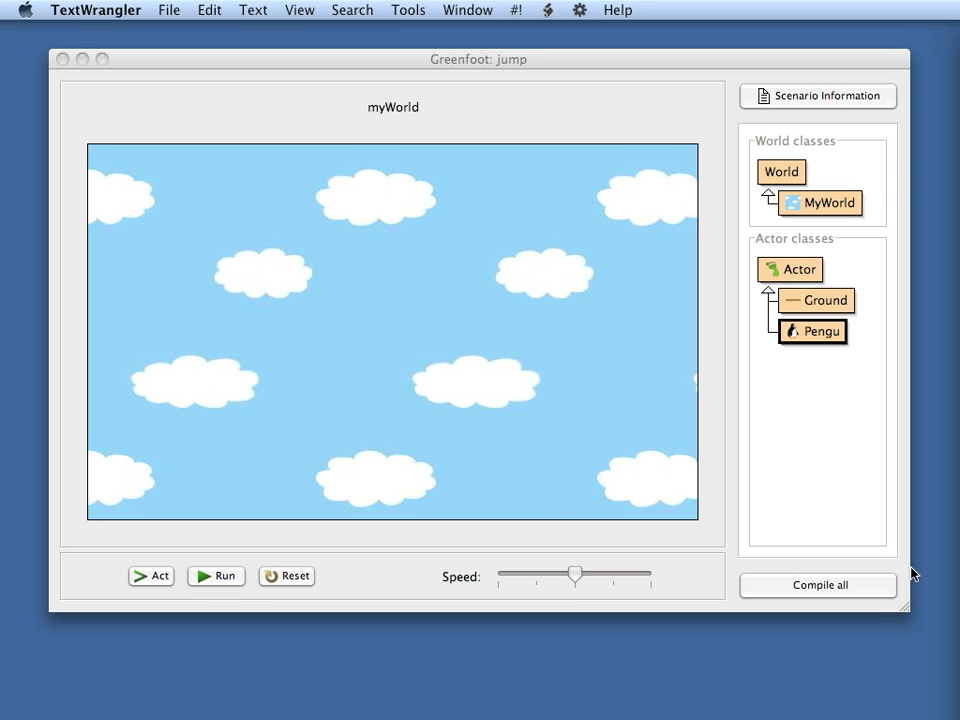 TextWrangler File Edit Text View Search Tools Window #! Help
Greenfoot: jump
Scenario Information
myWorld
World classes
World
MyWorld
Actor classes
Actor
Ground
Pengu
Act Run Reset Speed:
Compile all